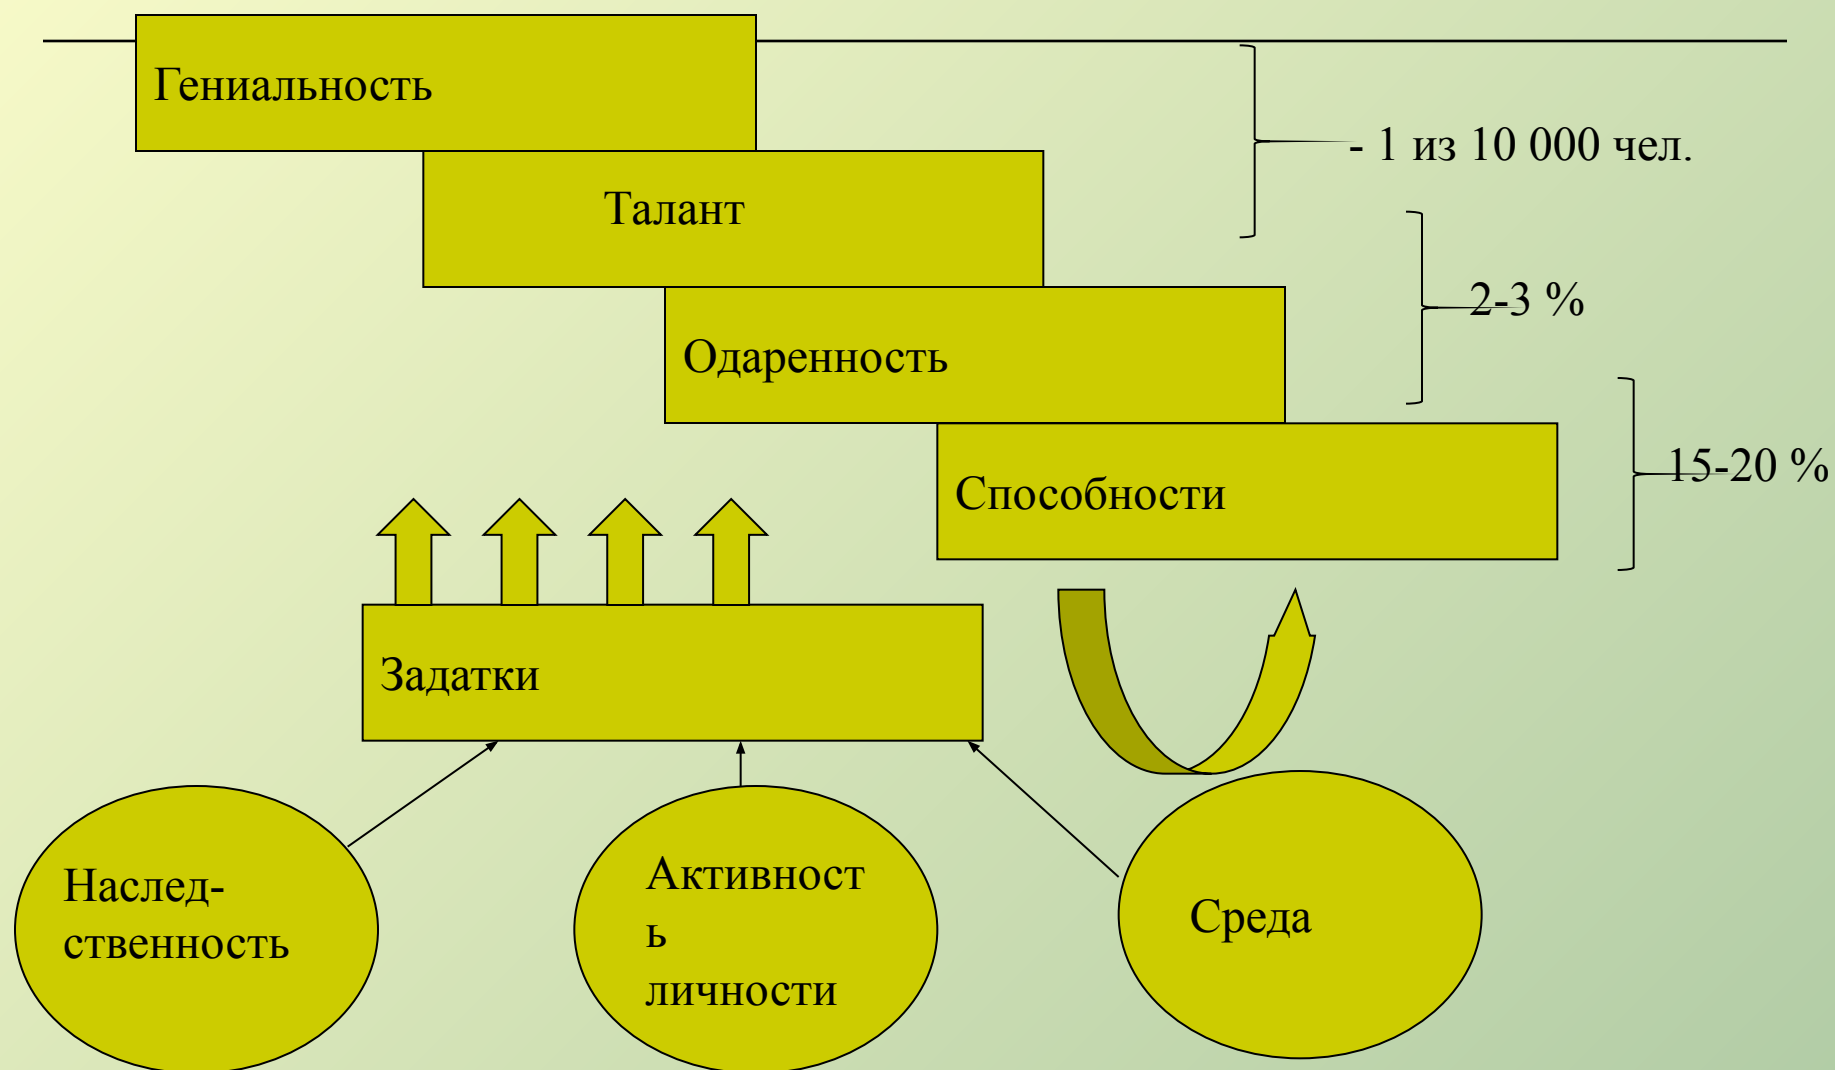 Гениальность
- 1 из 10 000 чел.
Талант
2-3 %
Одаренность
15-20 %
Способности
Задатки
Наслед-
ственность
Активност
ь
личности
Среда